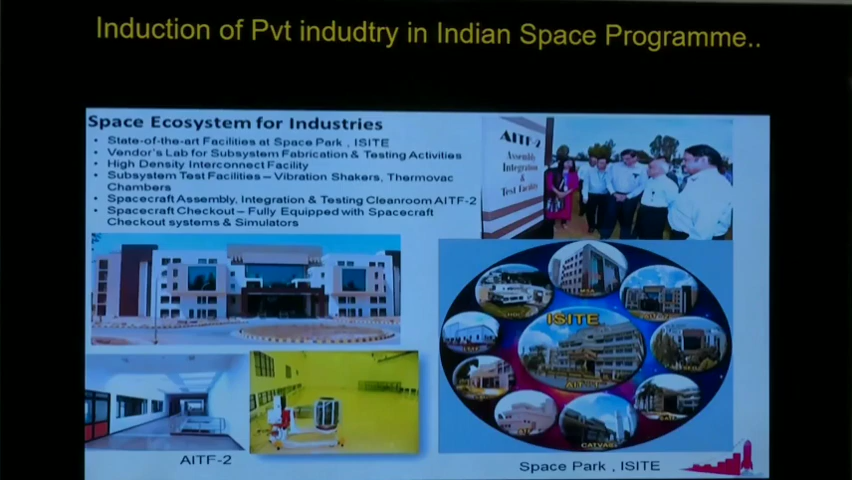 Induction of Pvt indudtry in Indian Space Programme..
Space Ecosystem for Industries
• State-of-the-art Facilities at Space Park , ISITE
• Vendor's Lab for Subsystem Fabrication & Testing Activities
• High Density Interconnect Facility
• Subsystem Test Facilities – Vibration Shakers, Thermovac
Chambers
• Spacecraft Assembly, Integration & Testing Cleanroom AITF-2
• Spacecraft Checkout – Fully Equipped with Spacecraft
Checkout systems & Simulators
AITF-2
Assembly
Integration
&
Test Facility
ISITE
CATVAC
AITF-2
Space Park , ISITE